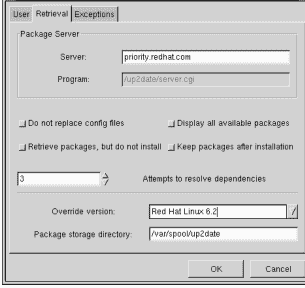 User Retrieval Exceptions
Package Server
Server: priority.redhat.com
Program: /up2date/server.cgi
Do not replace config files Display all available packages
Retrieve packages, but do not install Keep packages after installation
3 Attempts to resolve dependencies
Override version: Red Hat Linux 6.2
Package storage directory: /var/spool/up2date
OK Cancel